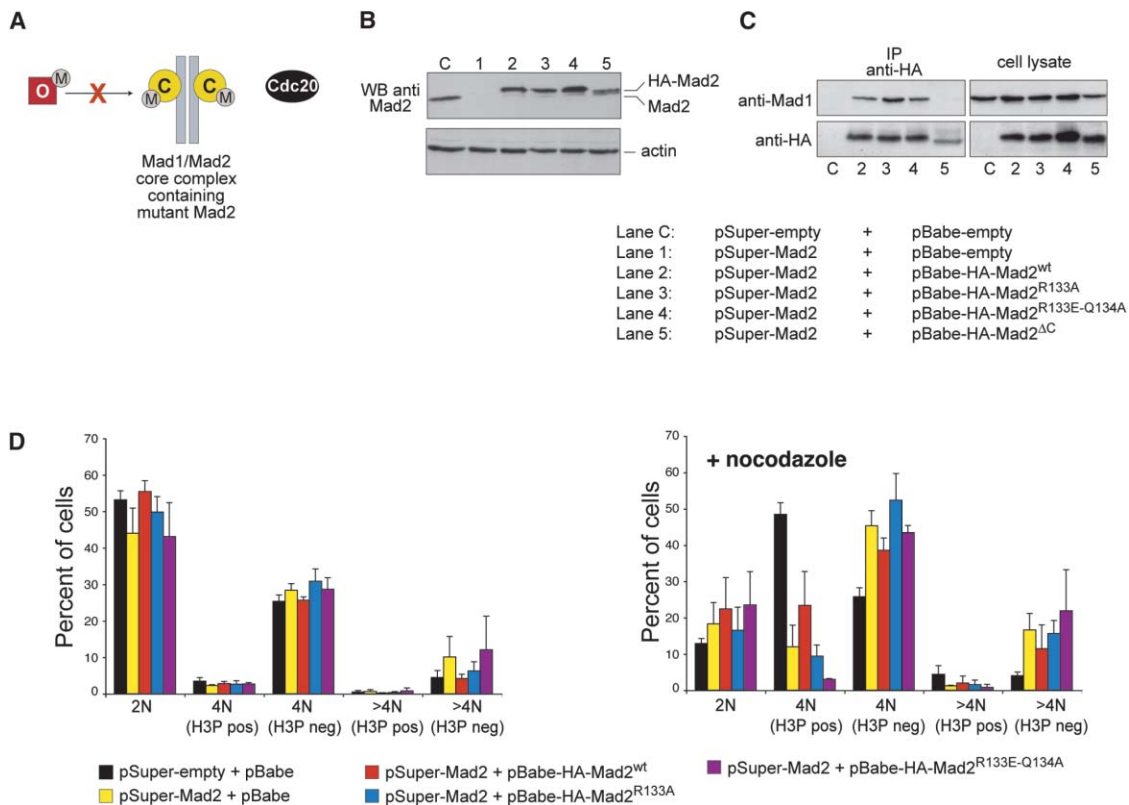 A
O
M
X
C
C
M
M
Cdc20
Mad1/Mad2
core complex
containing
mutant Mad2
B
C 1 2 3 4 5
WB anti
Mad2
HA-Mad2
Mad2
actin
C
IP
anti-HA
cell lysate
anti-Mad1
anti-HA
C 2 3 4 5 C 2 3 4 5
Lane C: pSuper-empty + pBabe-empty
Lane 1: pSuper-Mad2 + pBabe-empty
Lane 2: pSuper-Mad2 + pBabe-HA-Mad2wt
Lane 3: pSuper-Mad2 + pBabe-HA-Mad2R133A
Lane 4: pSuper-Mad2 + pBabe-HA-Mad2R133E-Q134A
Lane 5: pSuper-Mad2 + pBabe-HA-Mad2ΔC
D
Percent of cells
70
60
50
40
30
20
10
0
2N 4N 4N >4N >4N
(H3P pos) (H3P neg) (H3P pos) (H3P neg)
+ nocodazole
Percent of cells
70
60
50
40
30
20
10
0
2N 4N 4N >4N >4N
(H3P pos) (H3P neg) (H3P pos) (H3P neg)
pSuper-empty + pBabe
pSuper-Mad2 + pBabe
pSuper-Mad2 + pBabe-HA-Mad2wt
pSuper-Mad2 + pBabe-HA-Mad2R133A
pSuper-Mad2 + pBabe-HA-Mad2R133E-Q134A